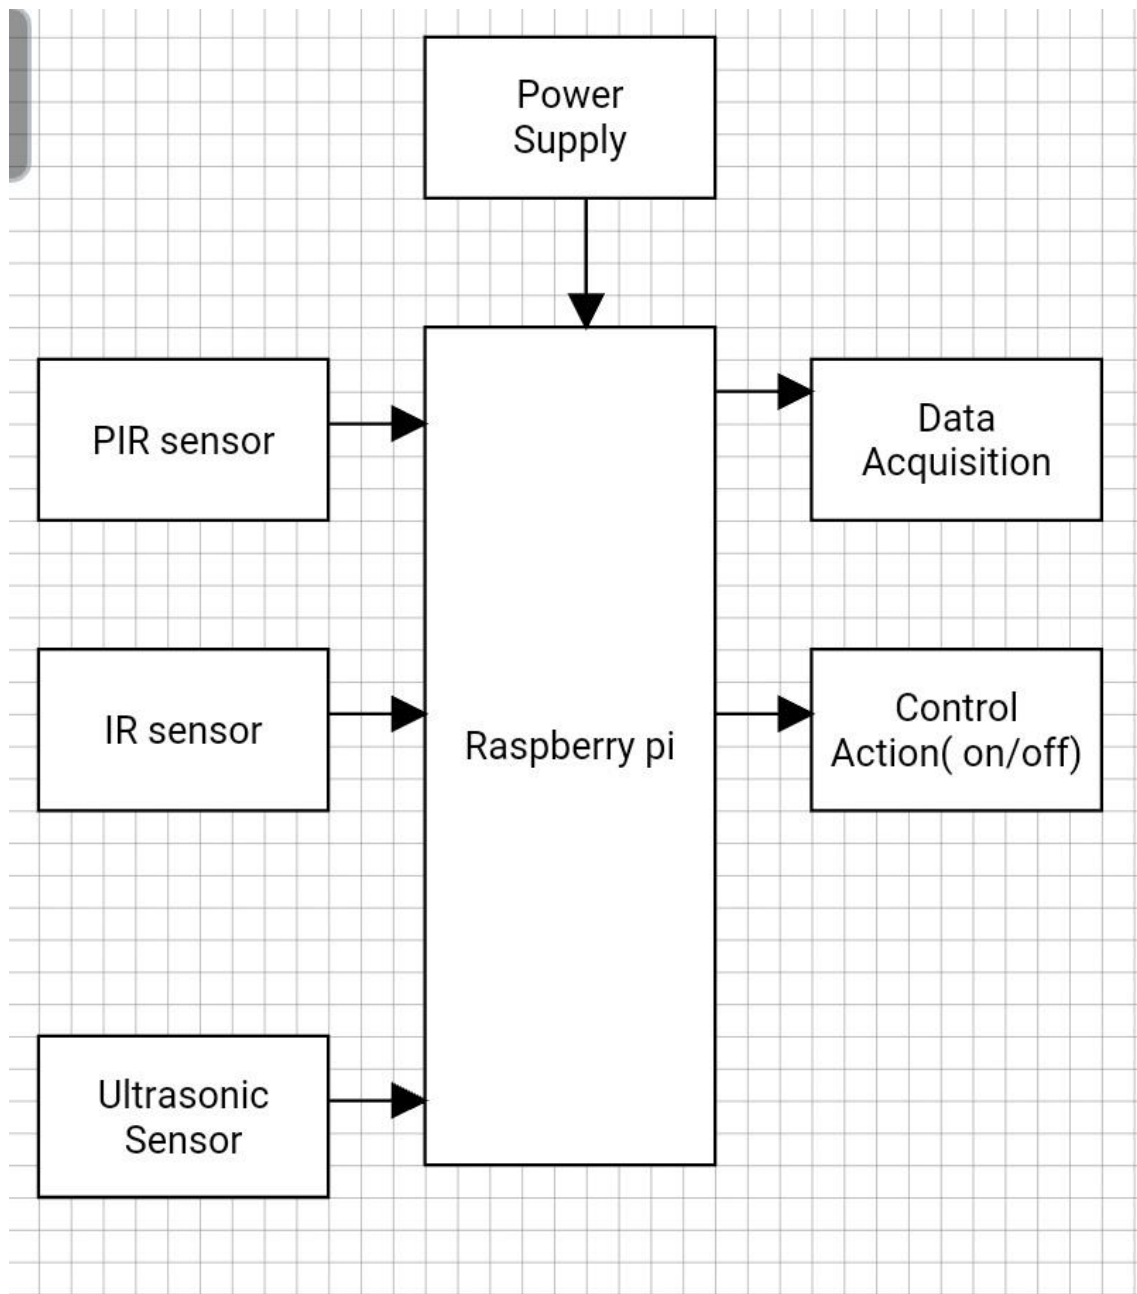 Power
Supply
PIR sensor
Data
Acquisition
IR sensor
Raspberry pi
Control
Action( on/off)
Ultrasonic
Sensor